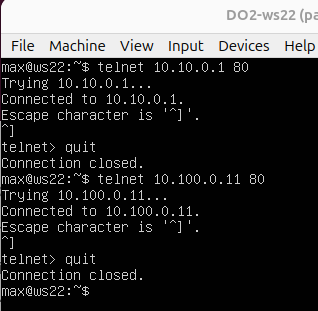 DO2-ws22 (pa
File Machine View Input Devices Help
max@ws22:~$ telnet 10.10.0.1 80
Trying 10.10.0.1...
Connected to 10.10.0.1.
Escape character is '^]'.
^]
telnet> quit
Connection closed.
max@ws22:~$ telnet 10.100.0.11 80
Trying 10.100.0.11...
Connected to 10.100.0.11.
Escape character is '^]'.
^]
telnet> quit
Connection closed.
max@ws22:~$